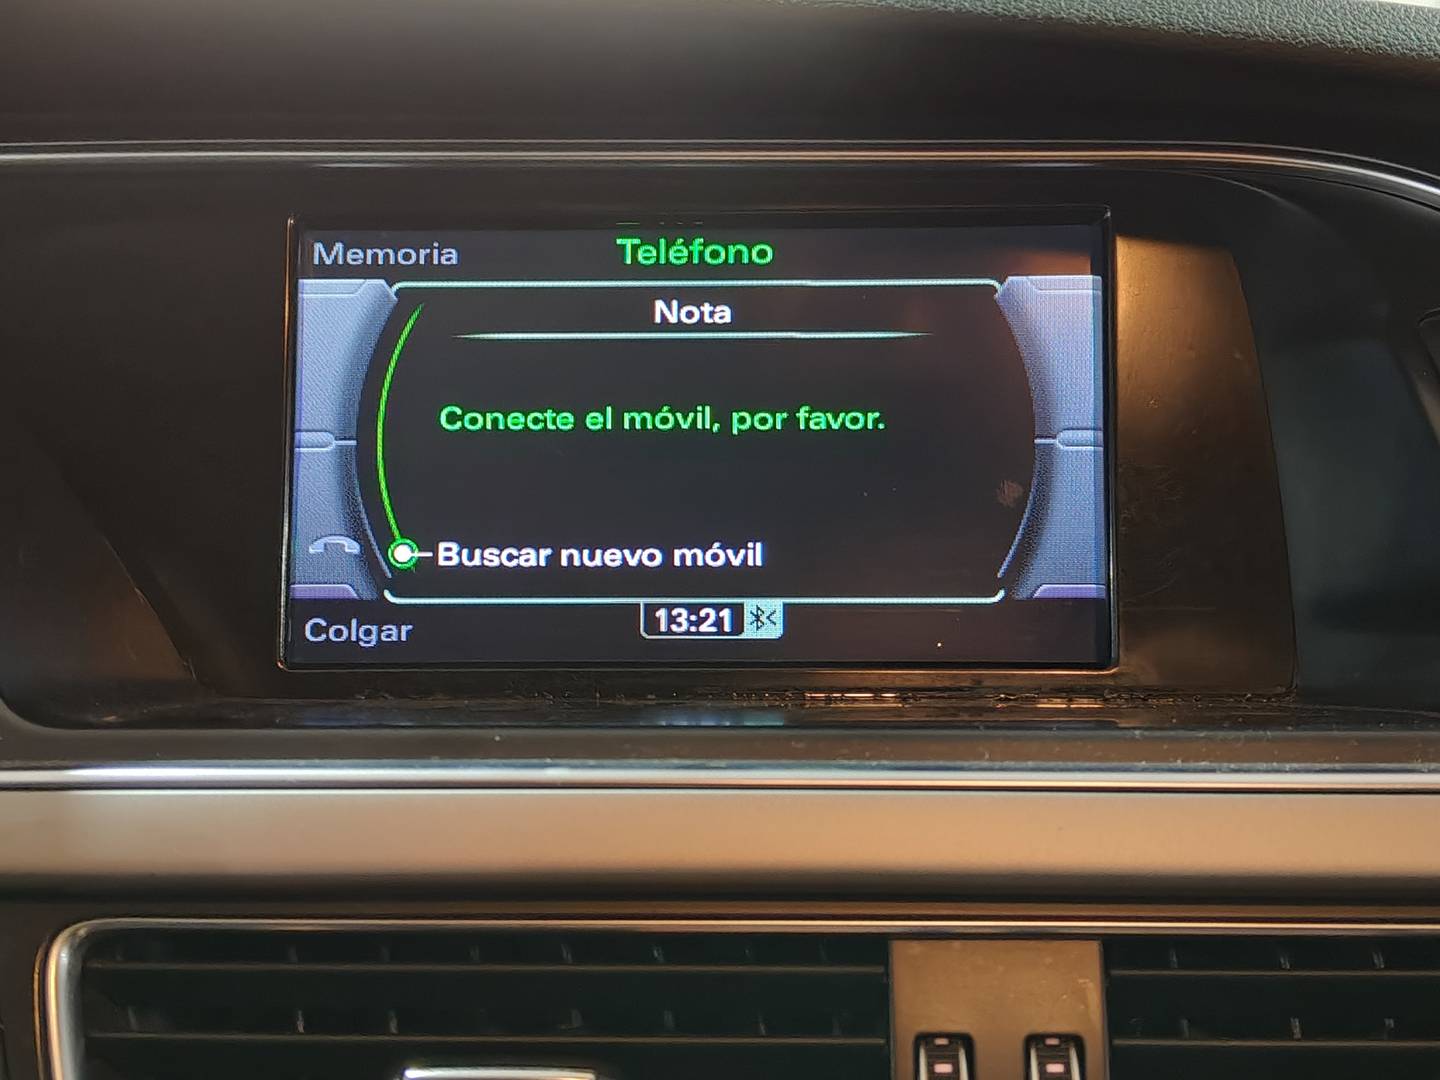 Memoria
Teléfono
Nota
Conecte el móvil, por favor.
Buscar nuevo móvil
Colgar
13:21